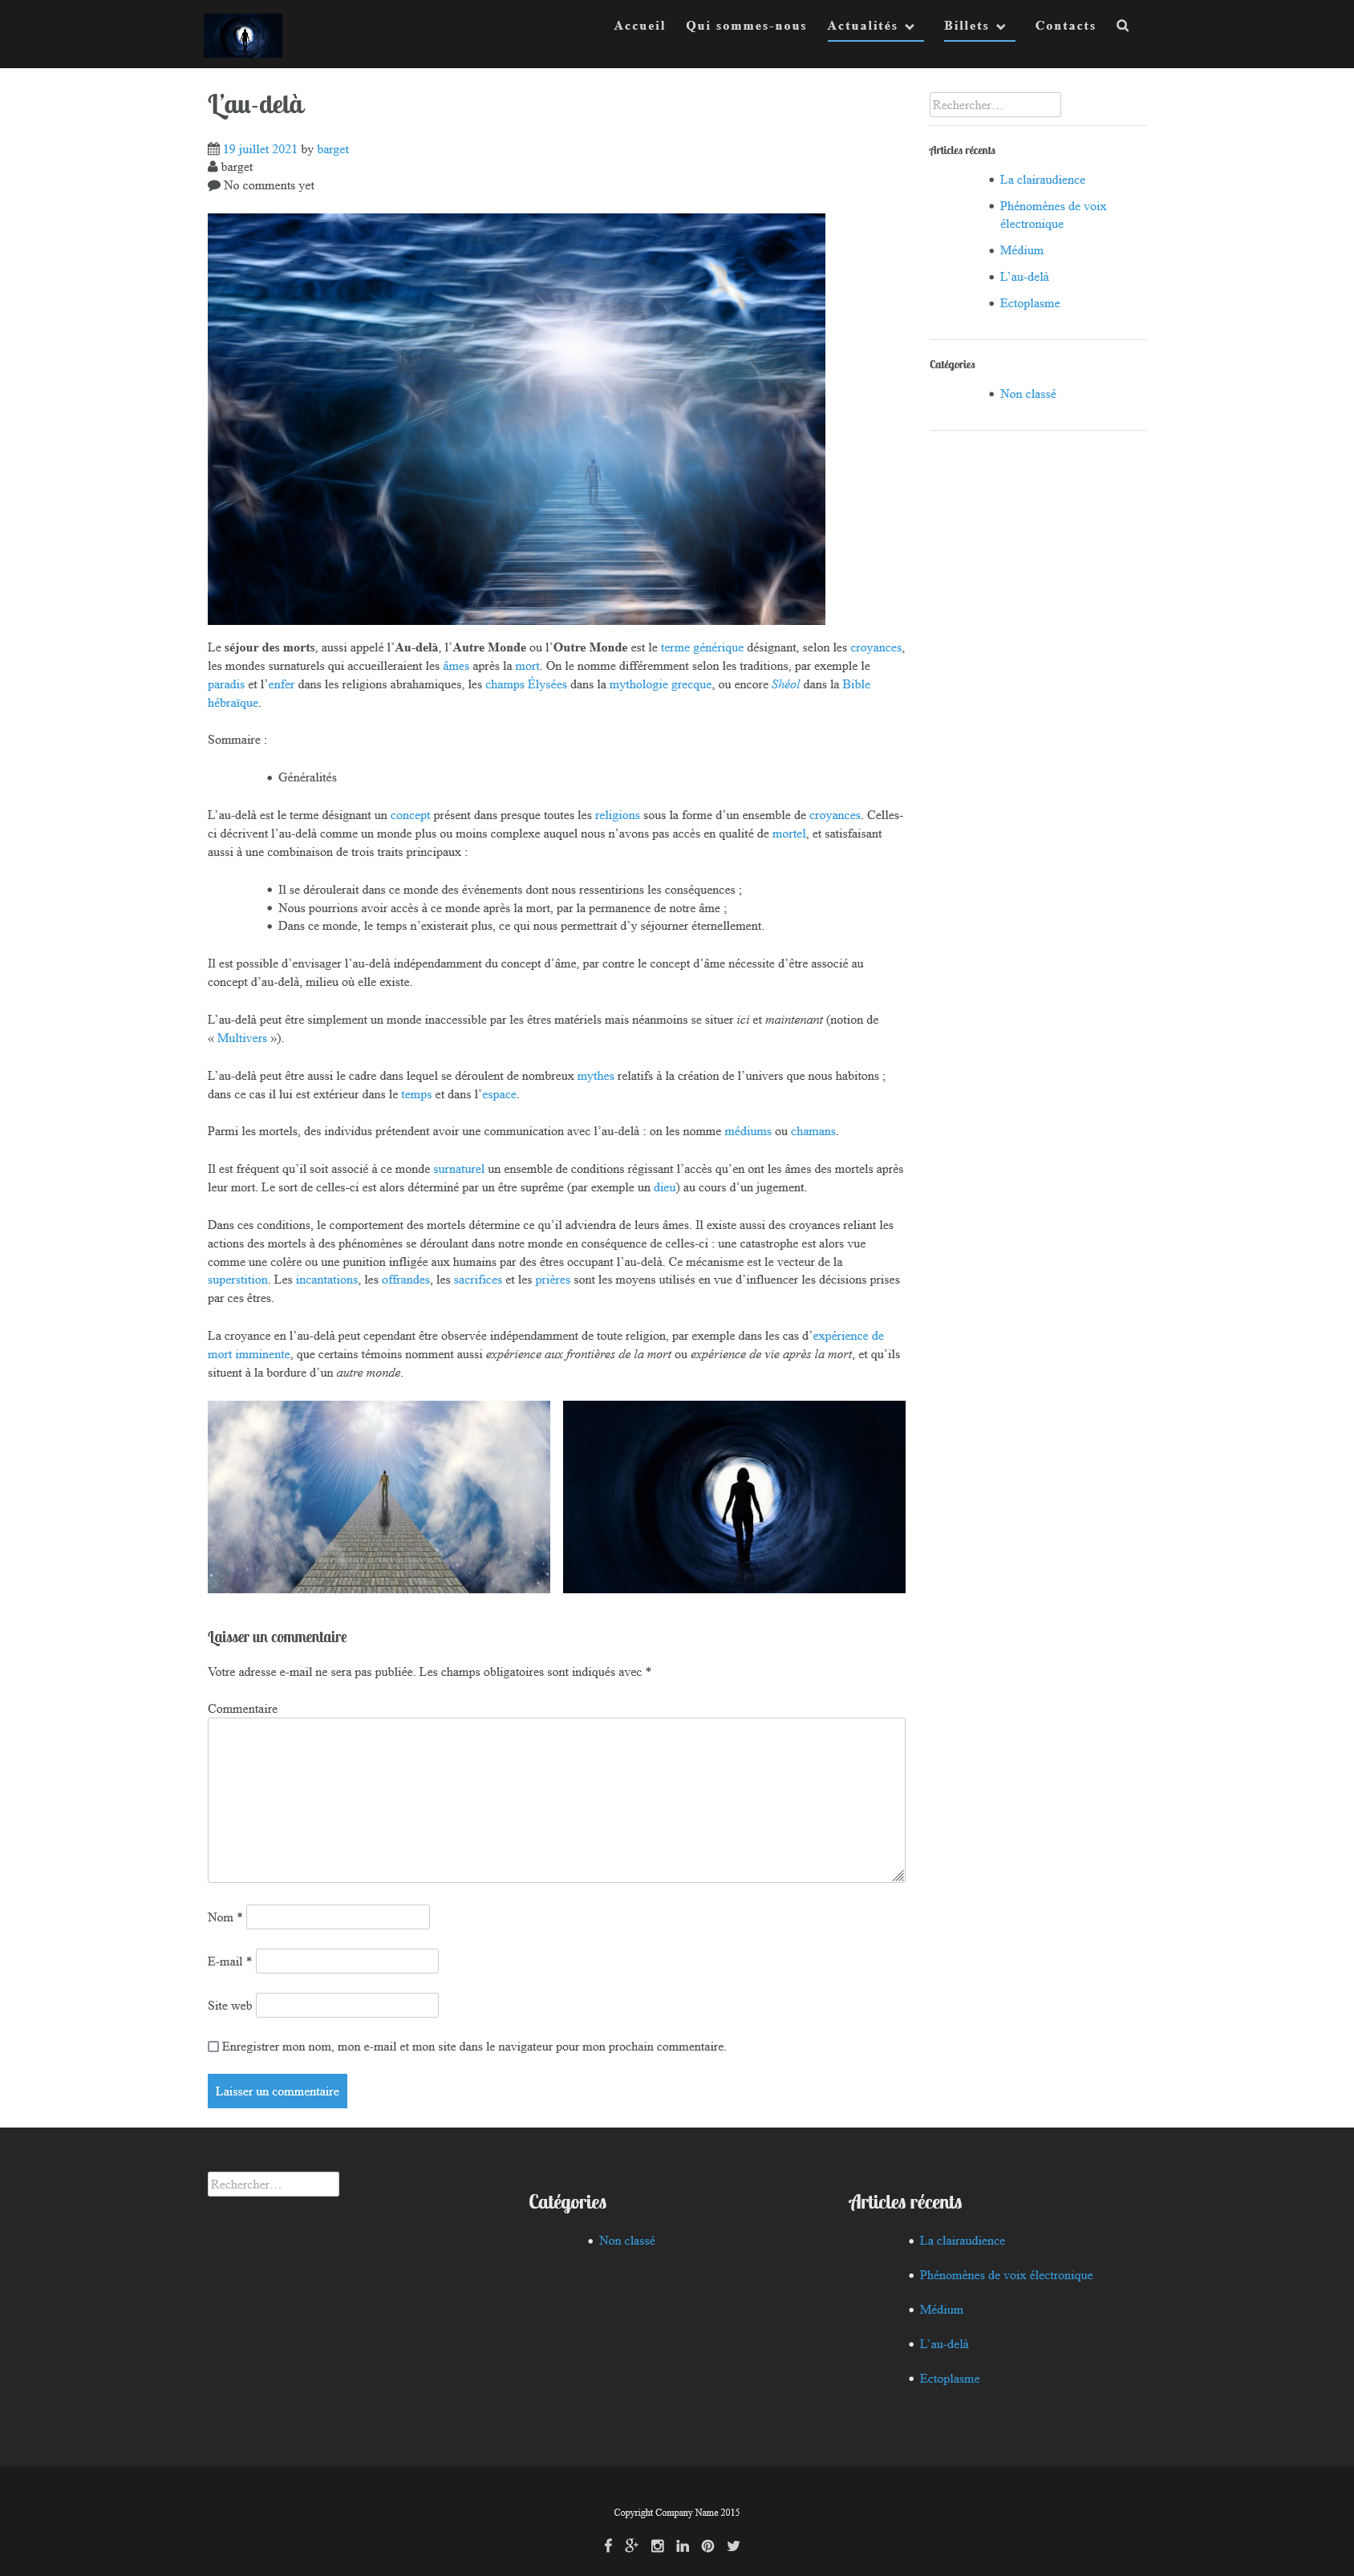 Accueil Qui sommes-nous Actualités Billets Contacts
L’au-delà
19 juillet 2021 by barget
barget
No comments yet
Le séjour des morts, aussi appelé l’Au-delà, l’Autre Monde ou l’Outre Monde est le terme générique désignant, selon les croyances,
les mondes surnaturels qui accueilleraient les âmes après la mort. On le nomme différemment selon les traditions, par exemple le
paradis et l’enfer dans les religions abrahamiques, les champs Élysées dans la mythologie grecque, ou encore Shéol dans la Bible
hébraïque.
Sommaire :
• Généralités
L’au-delà est le terme désignant un concept présent dans presque toutes les religions sous la forme d’un ensemble de croyances. Celles-
ci décrivent l’au-delà comme un monde plus ou moins complexe auquel nous n’avons pas accès en qualité de mortel, et satisfaisant
aussi à une combinaison de trois traits principaux :
• Il se déroulerait dans ce monde des événements dont nous ressentirions les conséquences ;
• Nous pourrions avoir accès à ce monde après la mort, par la permanence de notre âme ;
• Dans ce monde, le temps n’existerait plus, ce qui nous permettrait d’y séjourner éternellement.
Il est possible d’envisager l’au-delà indépendamment du concept d’âme, par contre le concept d’âme nécessite d’être associé au
concept d’au-delà, milieu où elle existe.
L’au-delà peut être simplement un monde inaccessible par les êtres matériels mais néanmoins se situer ici et maintenant (notion de
« Multivers »).
L’au-delà peut être aussi le cadre dans lequel se déroulent de nombreux mythes relatifs à la création de l’univers que nous habitons ;
dans ce cas il lui est extérieur dans le temps et dans l’espace.
Parmi les mortels, des individus prétendent avoir une communication avec l’au-delà : on les nomme médiums ou chamans.
Il est fréquent qu’il soit associé à ce monde surnaturel un ensemble de conditions régissant l’accès qu’en ont les âmes des mortels après
leur mort. Le sort de celles-ci est alors déterminé par un être suprême (par exemple un dieu) au cours d’un jugement.
Dans ces conditions, le comportement des mortels détermine ce qu’il adviendra de leurs âmes. Il existe aussi des croyances reliant les
actions des mortels à des phénomènes se déroulant dans notre monde en conséquence de celles-ci : une catastrophe est alors vue
comme une colère ou une punition infligée aux humains par des êtres occupant l’au-delà. Ce mécanisme est le vecteur de la
superstition. Les incantations, les offrandes, les sacrifices et les prières sont les moyens utilisés en vue d’influencer les décisions prises
par ces êtres.
La croyance en l’au-delà peut cependant être observée indépendamment de toute religion, par exemple dans les cas d’expérience de
mort imminente, que certains témoins nomment aussi expérience aux frontières de la mort ou expérience de vie après la mort, et qu’ils
situent à la bordure d’un autre monde.
Laisser un commentaire
Votre adresse e-mail ne sera pas publiée. Les champs obligatoires sont indiqués avec *
Commentaire
Nom *
E-mail *
Site web
Enregistrer mon nom, mon e-mail et mon site dans le navigateur pour mon prochain commentaire.
Laisser un commentaire
Rechercher…
Articles récents
• La clairaudience
• Phénomènes de voix
électronique
• Médium
• L’au-delà
• Ectoplasme
Catégories
• Non classé
Rechercher…
Catégories
• Non classé
Articles récents
• La clairaudience
• Phénomènes de voix électronique
• Médium
• L’au-delà
• Ectoplasme
Copyright Company Name 2015